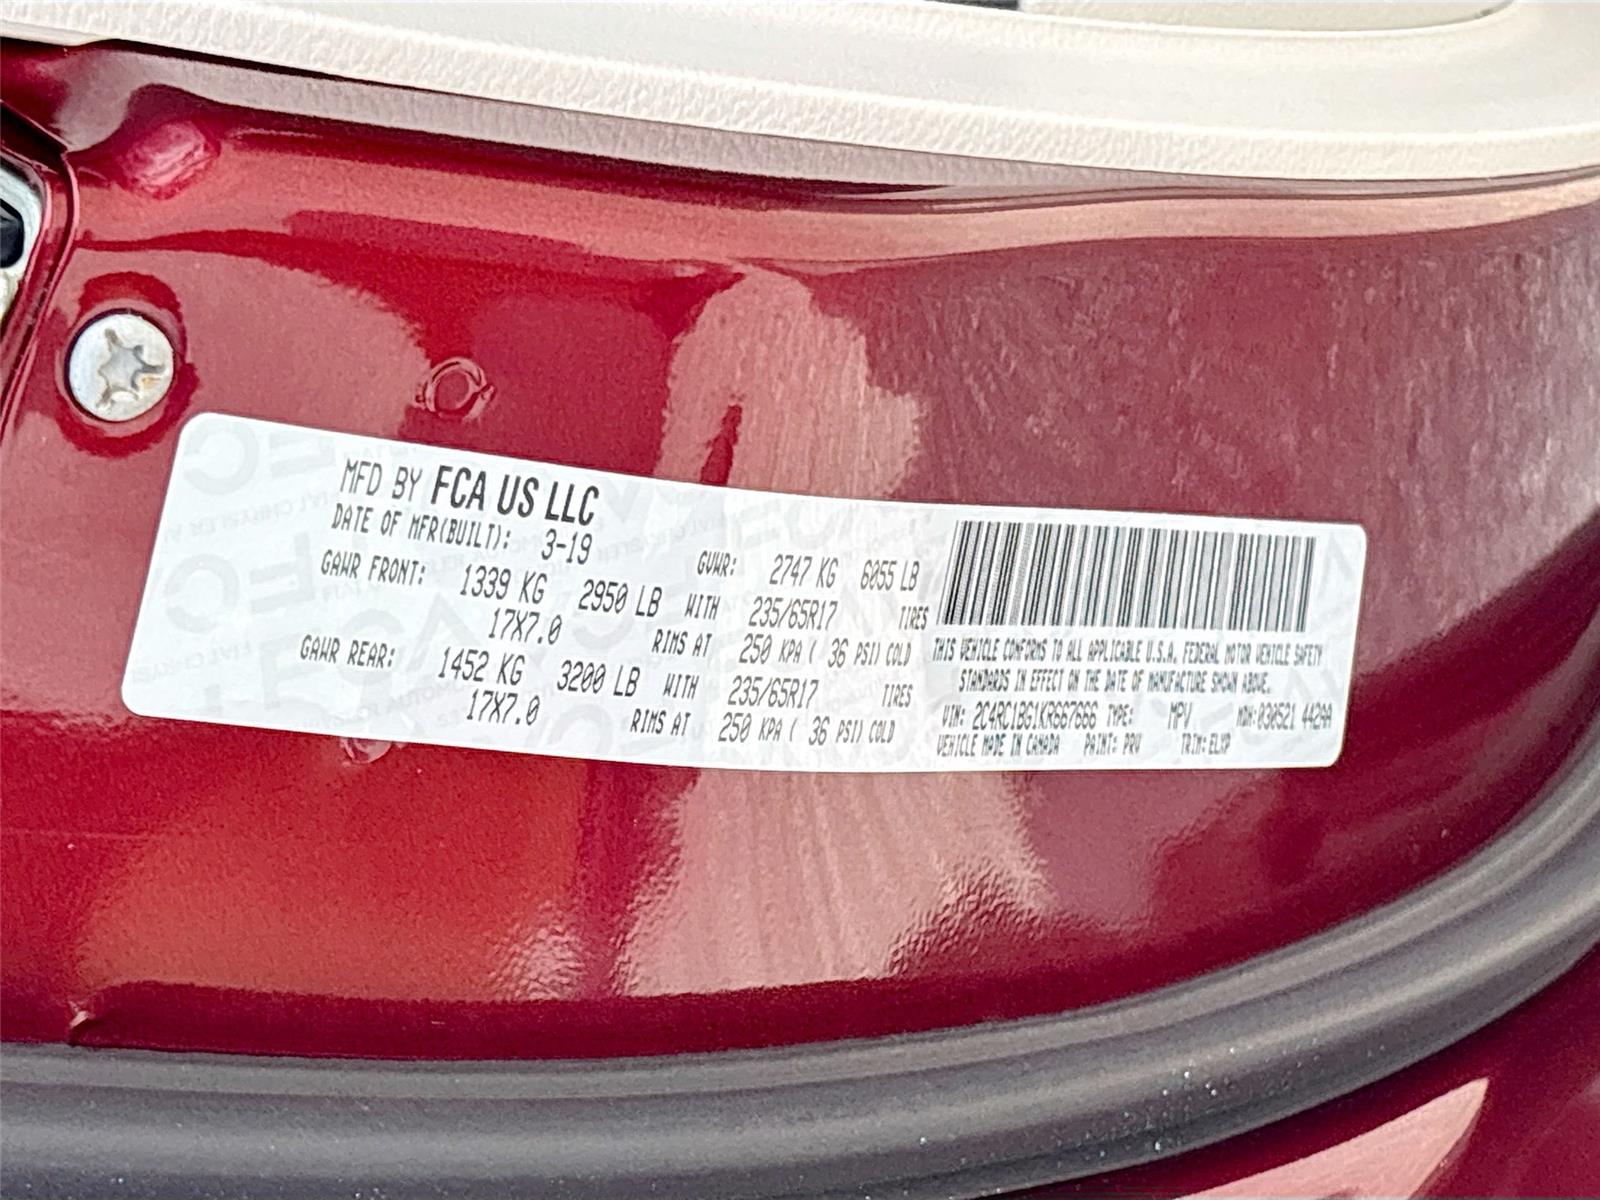 MFD BY FCA US LLC
DATE OF MFR(BUILT): 3-19 GVWR: 2747 KG 6055 LB
GAWR FRONT: 1339 KG 2950 LB WITH 235/65R17 TIRES
17X7.0 RIMS AT 250 KPA ( 36 PSI) COLD
GAWR REAR: 1452 KG 3200 LB WITH 235/65R17 TIRES
17X7.0 RIMS AT 250 KPA ( 36 PSI) COLD
THIS VEHICLE CONFORMS TO ALL APPLICABLE U.S.A. FEDERAL MOTOR VEHICLE SAFETY
STANDARDS IN EFFECT ON THE DATE OF MANUFACTURE SHOWN ABOVE.
VIN: 2C4RC1BG1KR667666 TYPE: MPV MDH:030521 442AA
VEHICLE MADE IN CANADA PAINT: PRV TRIM:ELXP